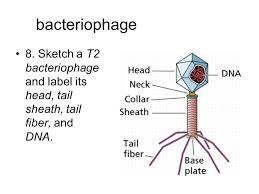 bacteriophage
• 8. Sketch a T2
bacteriophage
and label its
head, tail
sheath, tail
fiber, and
DNA.
Head
DNA
Neck
Collar
Sheath
Tail
fiber
Base
plate